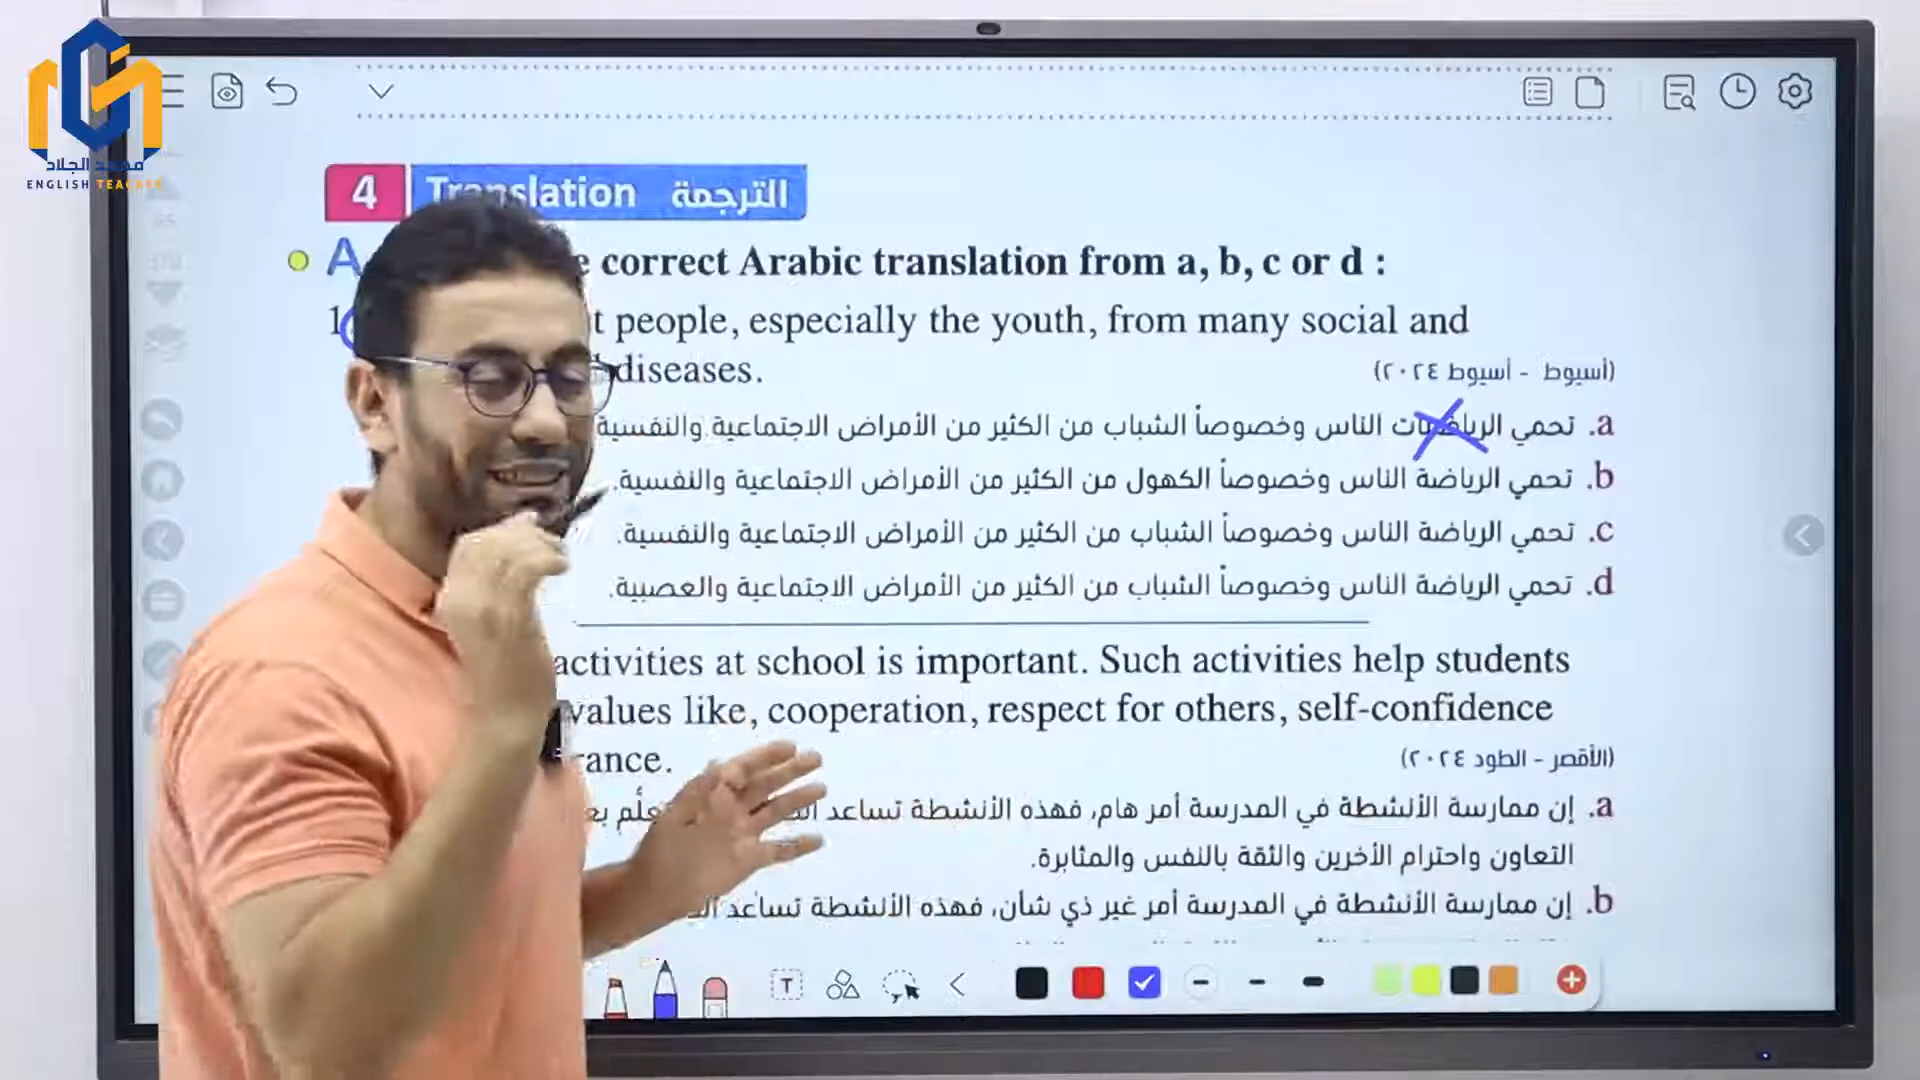 محمد الجلاد
ENGLISH TEACHER
4 Translation الترجمة
A correct Arabic translation from a, b, c or d :
1 people, especially the youth, from many social and
diseases.
(أسيوط - أسيوط ٢٠٢٤)
a. تحمي الرياضيات الناس وخصوصاً الشباب من الكثير من الأمراض الاجتماعية والنفسية
b. تحمي الرياضة الناس وخصوصاً الكهول من الكثير من الأمراض الاجتماعية والنفسية.
c. تحمي الرياضة الناس وخصوصاً الشباب من الكثير من الأمراض الاجتماعية والنفسية.
d. تحمي الرياضة الناس وخصوصاً الشباب من الكثير من الأمراض الاجتماعية والعصبية.
activities at school is important. Such activities help students
values like, cooperation, respect for others, self-confidence
(الأقصر - الطود ٢٠٢٤)
a. إن ممارسة الأنشطة في المدرسة أمر هام، فهذه الأنشطة تساعد
التعاون واحترام الأخرين والثقة بالنفس والمثابرة.
b. إن ممارسة الأنشطة في المدرسة أمر غير ذي شأن، فهذه الأنشطة تساعد
T